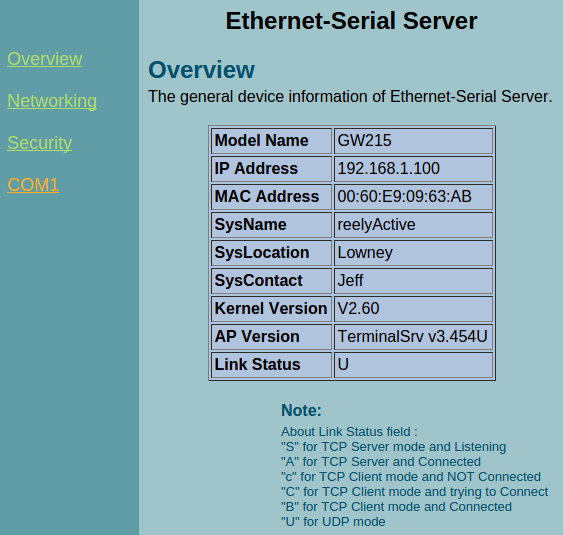 Ethernet-Serial Server
Overview
Networking
Security
COM1
Overview
The general device information of Ethernet-Serial Server.
Model Name GW215
IP Address 192.168.1.100
MAC Address 00:60:E9:09:63:AB
SysName reelyActive
SysLocation Lowney
SysContact Jeff
Kernel Version V2.60
AP Version TerminalSrv v3.454U
Link Status U
Note:
About Link Status field :
"S" for TCP Server mode and Listening
"A" for TCP Server and Connected
"c" for TCP Client mode and NOT Connected
"C" for TCP Client mode and trying to Connect
"B" for TCP Client mode and Connected
"U" for UDP mode